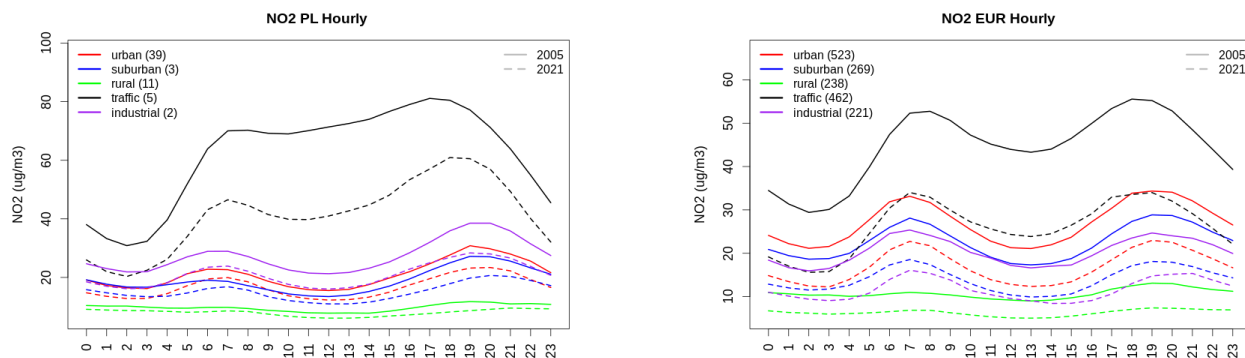 NO2 PL Hourly
NO2 (ug/m3)
100
80
60
40
20
urban (39)
suburban (3)
rural (11)
traffic (5)
industrial (2)
2005
2021
0 1 2 3 4 5 6 7 8 9 10 11 12 13 14 15 16 17 18 19 20 21 22 23
NO2 EUR Hourly
NO2 (ug/m3)
60
50
40
30
20
10
urban (523)
suburban (269)
rural (238)
traffic (462)
industrial (221)
2005
2021
0 1 2 3 4 5 6 7 8 9 10 11 12 13 14 15 16 17 18 19 20 21 22 23